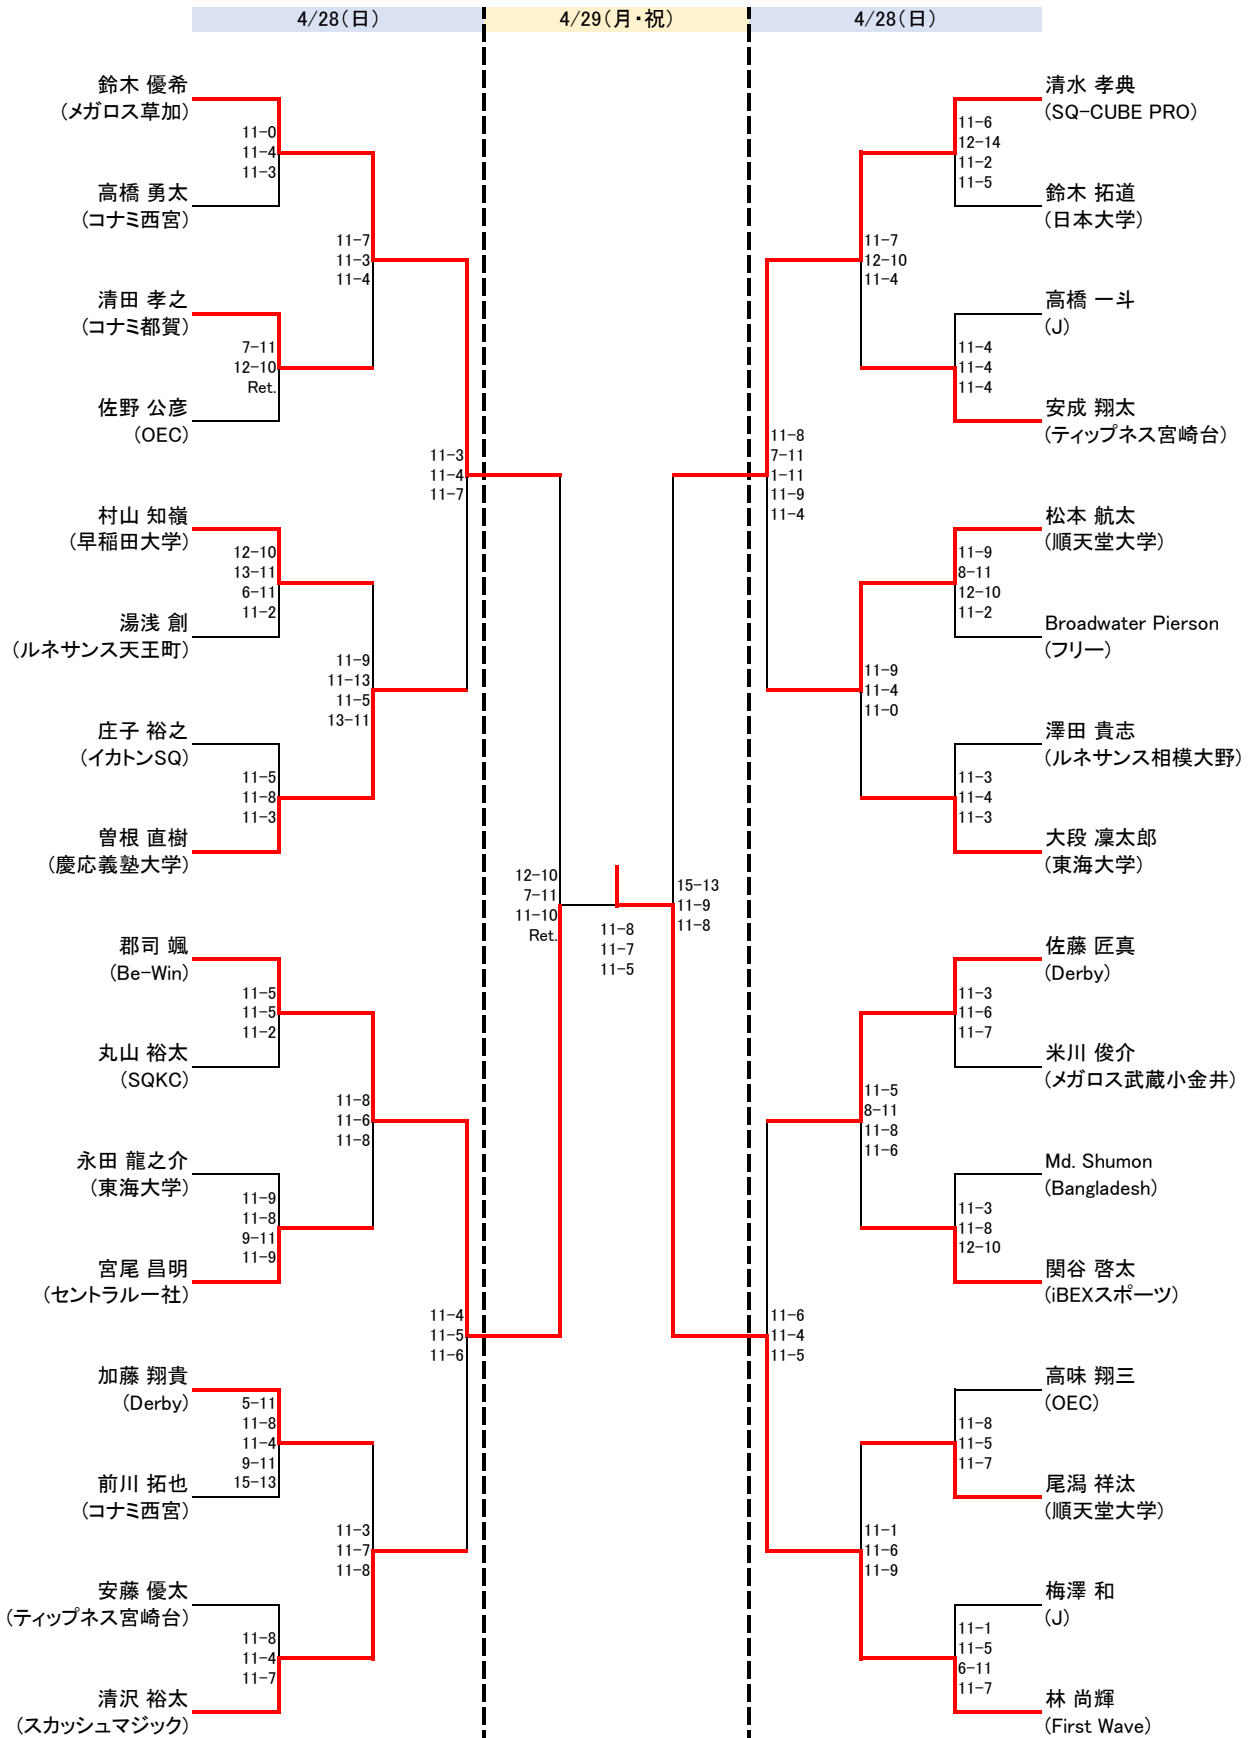 4/28(日)
4/29(月・祝)
4/28(日)
鈴木 優希
(メガロス草加)
11-0
11-4
11-3
高橋 勇太
(コナミ西宮)
11-7
11-3
11-4
清田 孝之
(コナミ都賀)
7-11
12-10
Ret.
佐野 公彦
(OEC)
11-3
11-4
11-7
村山 知嶺
(早稲田大学)
12-10
13-11
6-11
11-2
湯浅 創
(ルネサンス天王町)
11-9
11-13
11-5
13-11
庄子 裕之
(イカトンSQ)
11-5
11-8
11-3
曽根 直樹
(慶応義塾大学)
12-10
7-11
11-10
Ret.
郡司 颯
(Be-Win)
11-5
11-5
11-2
丸山 裕太
(SQKC)
11-8
11-6
11-8
永田 龍之介
(東海大学)
11-9
11-8
9-11
11-9
宮尾 昌明
(セントラル一社)
11-4
11-5
11-6
加藤 翔貴
(Derby)
5-11
11-8
11-4
9-11
15-13
前川 拓也
(コナミ西宮)
11-3
11-7
11-8
安藤 優太
(ティップネス宮崎台)
11-8
11-4
11-7
清沢 裕太
(スカッシュマジック)
11-8
11-7
11-5
清水 孝典
(SQ-CUBE PRO)
11-6
12-14
11-2
11-5
鈴木 拓道
(日本大学)
11-7
12-10
11-4
高橋 一斗
(J)
11-4
11-4
11-4
安成 翔太
(ティップネス宮崎台)
11-8
7-11
1-11
11-9
11-4
松本 航太
(順天堂大学)
11-9
8-11
12-10
11-2
Broadwater Pierson
(フリー)
11-9
11-4
11-0
澤田 貴志
(ルネサンス相模大野)
11-3
11-4
11-3
大段 凜太郎
(東海大学)
15-13
11-9
11-8
佐藤 匠真
(Derby)
11-3
11-6
11-7
米川 俊介
(メガロス武蔵小金井)
11-5
8-11
11-8
11-6
Md. Shumon
(Bangladesh)
11-3
11-8
12-10
関谷 啓太
(iBEXスポーツ)
11-6
11-4
11-5
高味 翔三
(OEC)
11-8
11-5
11-7
尾潟 祥汰
(順天堂大学)
11-1
11-6
11-9
梅澤 和
(J)
11-1
11-5
6-11
11-7
林 尚輝
(First Wave)